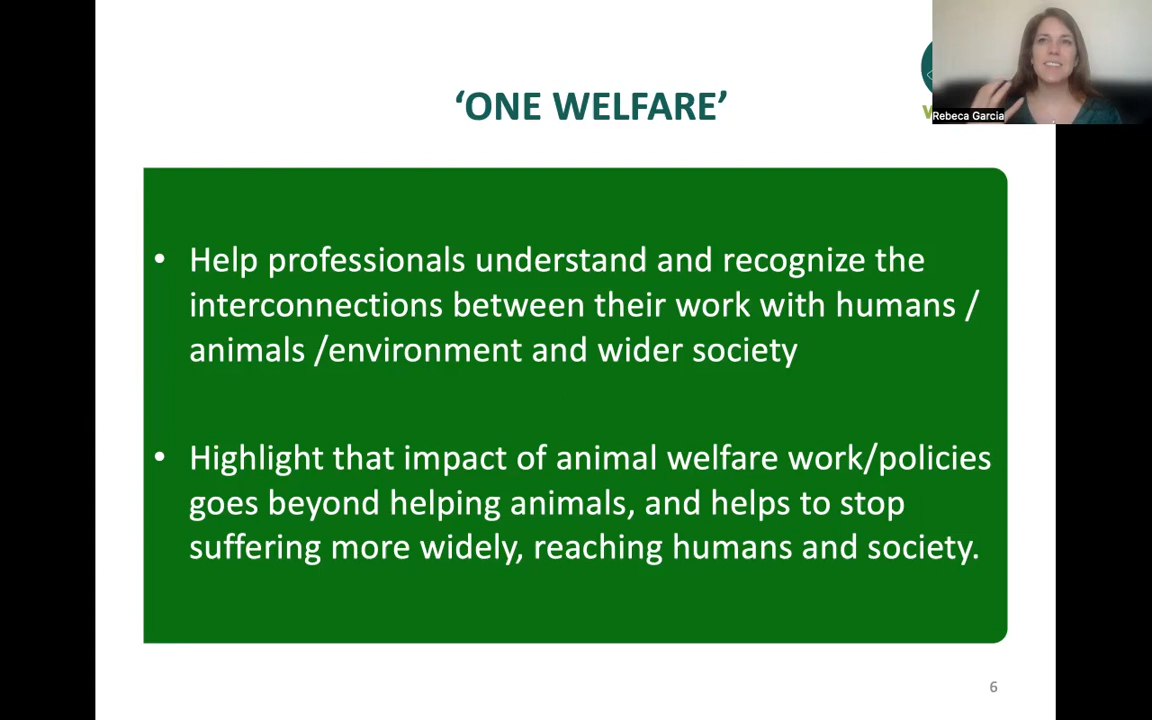 ‘ONE WELFARE’
Rebeca Garcia
• Help professionals understand and recognize the
interconnections between their work with humans /
animals /environment and wider society
• Highlight that impact of animal welfare work/policies
goes beyond helping animals, and helps to stop
suffering more widely, reaching humans and society.
6